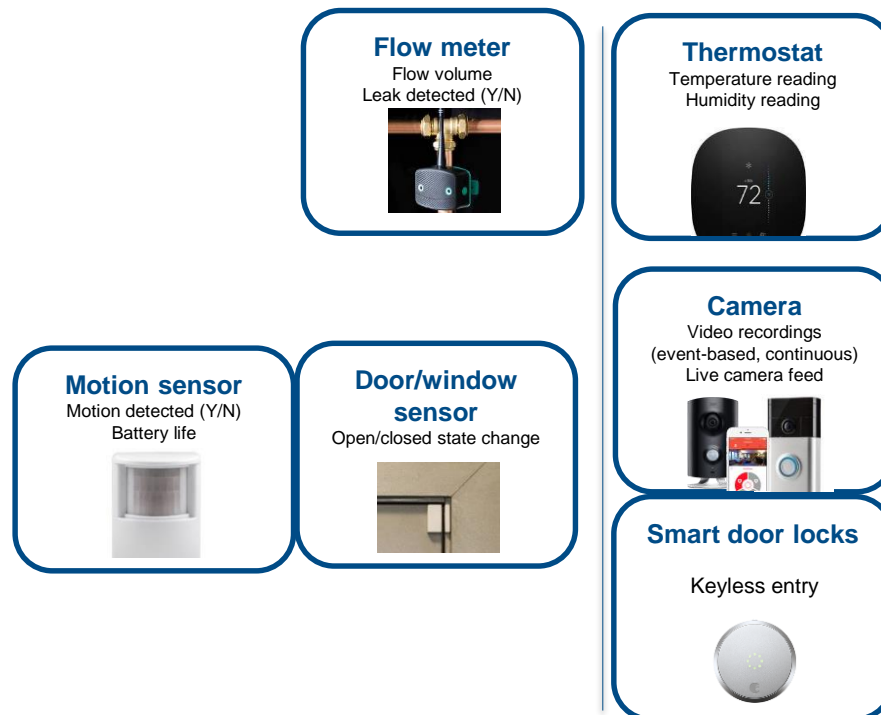 Flow meter
Flow volume
Leak detected (Y/N)
Thermostat
Temperature reading
Humidity reading
72
Camera
Video recordings
(event-based, continuous)
Live camera feed
Motion sensor
Motion detected (Y/N)
Battery life
Door/window
sensor
Open/closed state change
Smart door locks
Keyless entry